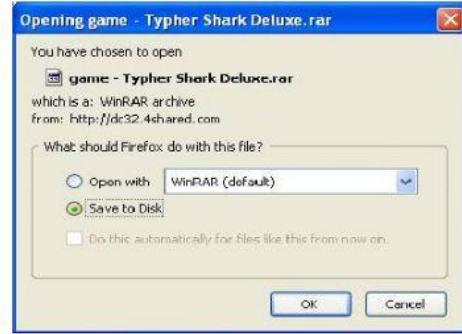 Opening game - Typher Shark Deluxe.rar
You have chosen to open
game - Typher Shark Deluxe.rar
which is a: WinRAR archive
from: http://dc32.4shared.com
What should Firefox do with this file?
Open with WinRAR (default)
Save to Disk
Do this automatically for files like this from now on.
OK Cancel